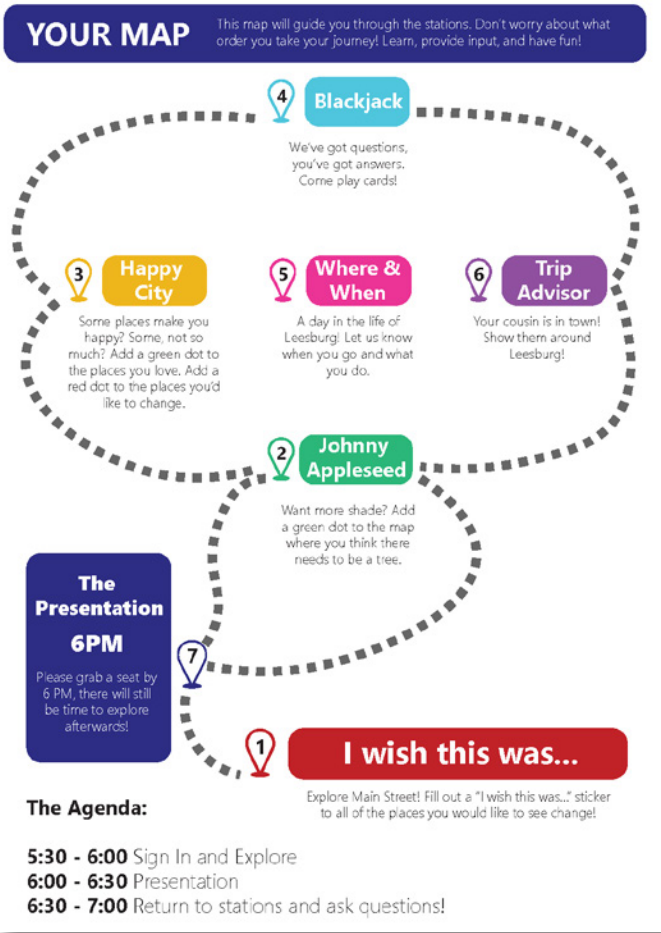 YOUR MAP
This map will guide you through the stations. Don't worry about what
order you take your journey! Learn, provide input, and have fun!
4
Blackjack
We've got questions,
you've got answers.
Come play cards!
3
Happy
City
Some places make you
happy? Some, not so
much? Add a green dot to
the places you love. Add a
red dot to the places you'd
like to change.
5
Where &
When
A day in the life of
Leesburg! Let us know
when you go and what
you do.
6
Trip
Advisor
Your cousin is in town!
Show them around
Leesburg!
2
Johnny
Appleseed
Want more shade? Add
a green dot to the map
where you think there
needs to be a tree.
The
Presentation
6PM
Please grab a seat by
6 PM, there will still
be time to explore
afterwards!
7
1
I wish this was...
Explore Main Street! Fill out a "I wish this was..." sticker
to all of the places you would like to see change!
The Agenda:
5:30 - 6:00 Sign In and Explore
6:00 - 6:30 Presentation
6:30 - 7:00 Return to stations and ask questions!